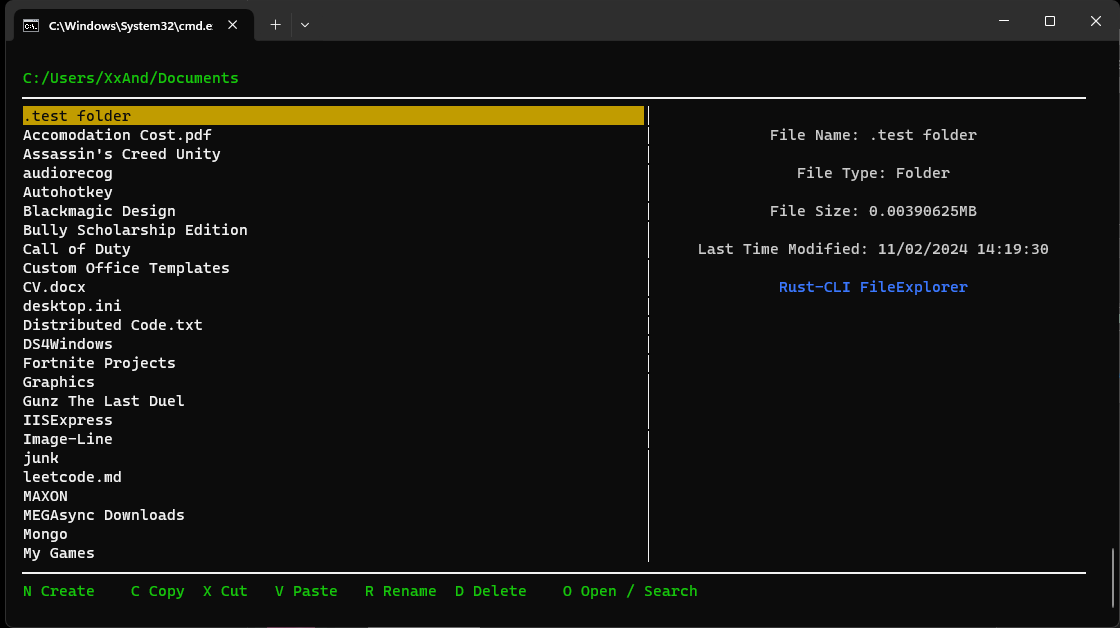 C:\Windows\System32\cmd.e
C:/Users/XxAnd/Documents
.test folder
Accomodation Cost.pdf
Assassin's Creed Unity
audiorecog
Autohotkey
Blackmagic Design
Bully Scholarship Edition
Call of Duty
Custom Office Templates
CV.docx
desktop.ini
Distributed Code.txt
DS4Windows
Fortnite Projects
Graphics
Gunz The Last Duel
IISExpress
Image-Line
junk
leetcode.md
MAXON
MEGAsync Downloads
Mongo
My Games
File Name: .test folder
File Type: Folder
File Size: 0.00390625MB
Last Time Modified: 11/02/2024 14:19:30
Rust-CLI FileExplorer
N Create C Copy X Cut V Paste R Rename D Delete O Open / Search